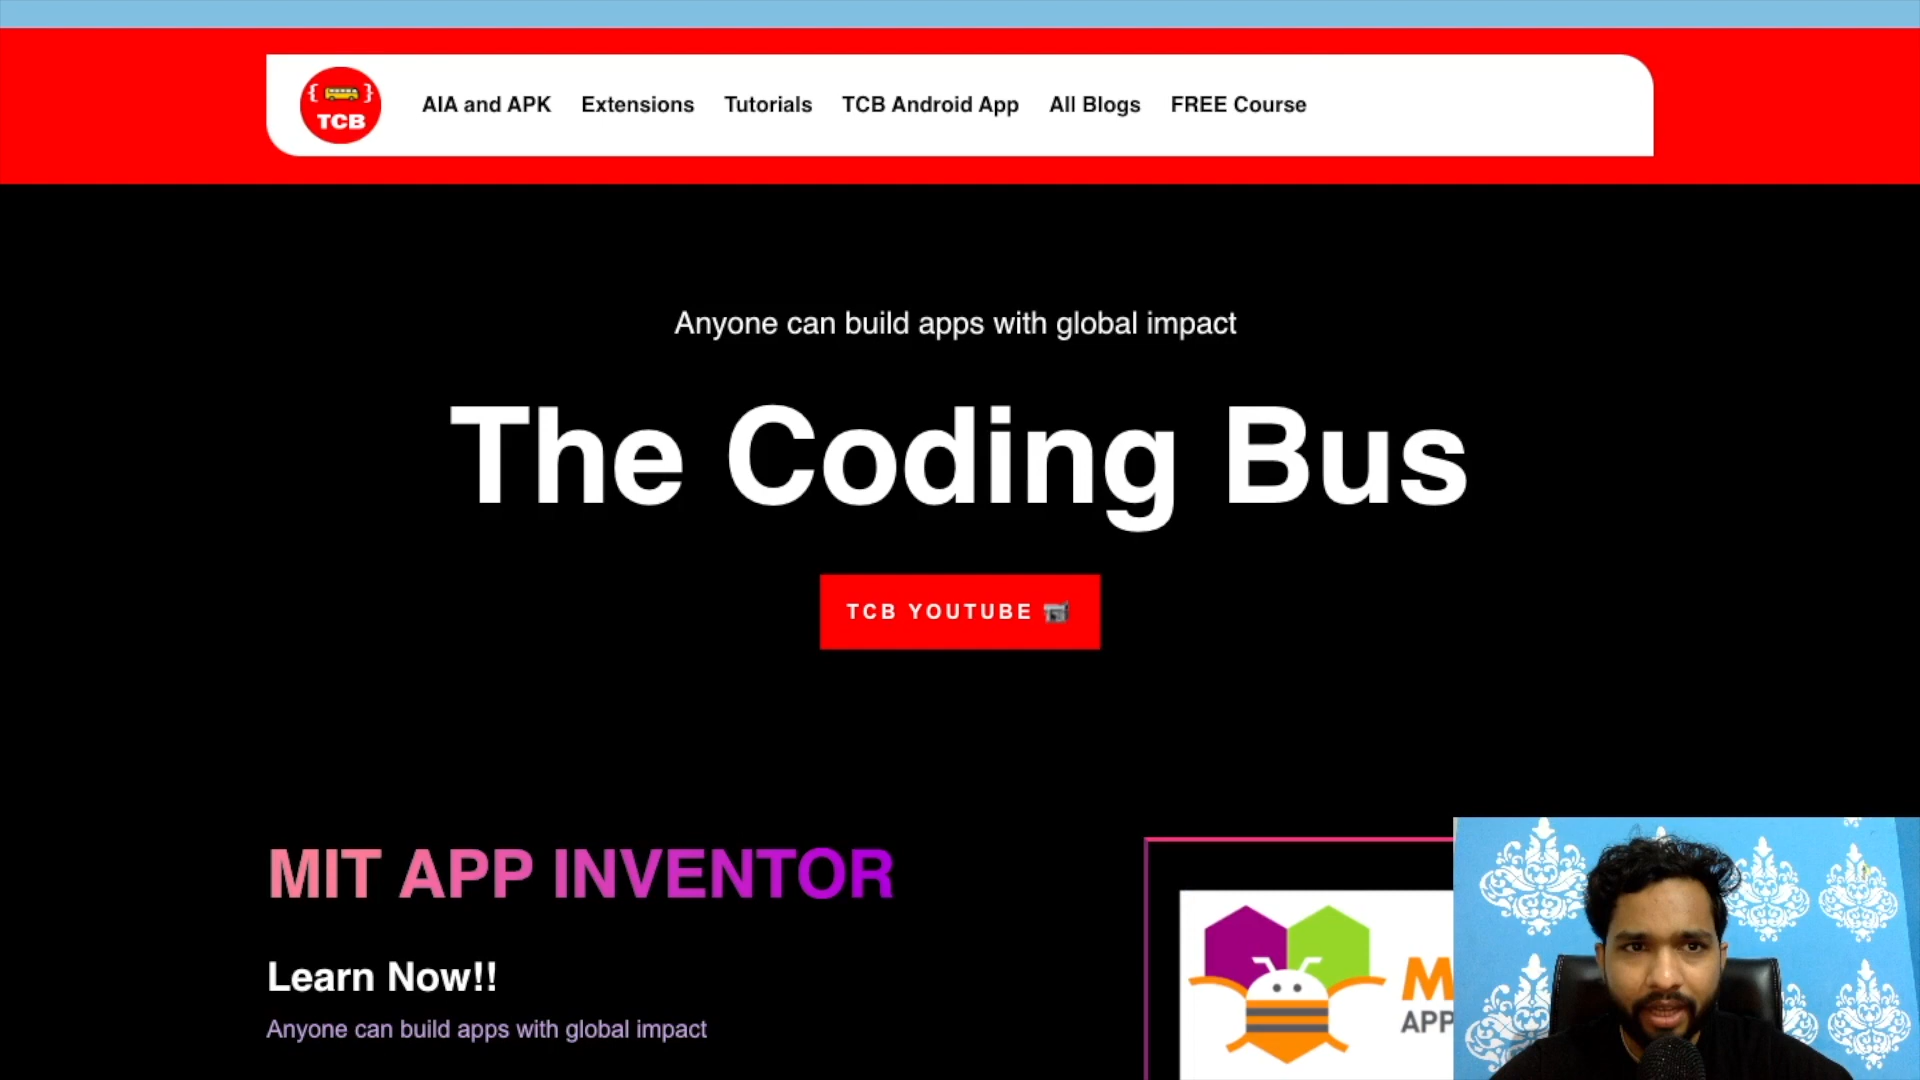 { }
TCB
AIA and APK Extensions Tutorials TCB Android App All Blogs FREE Course
Anyone can build apps with global impact
The Coding Bus
TCB YOUTUBE
MIT APP INVENTOR
Learn Now!!
Anyone can build apps with global impact
M
APP